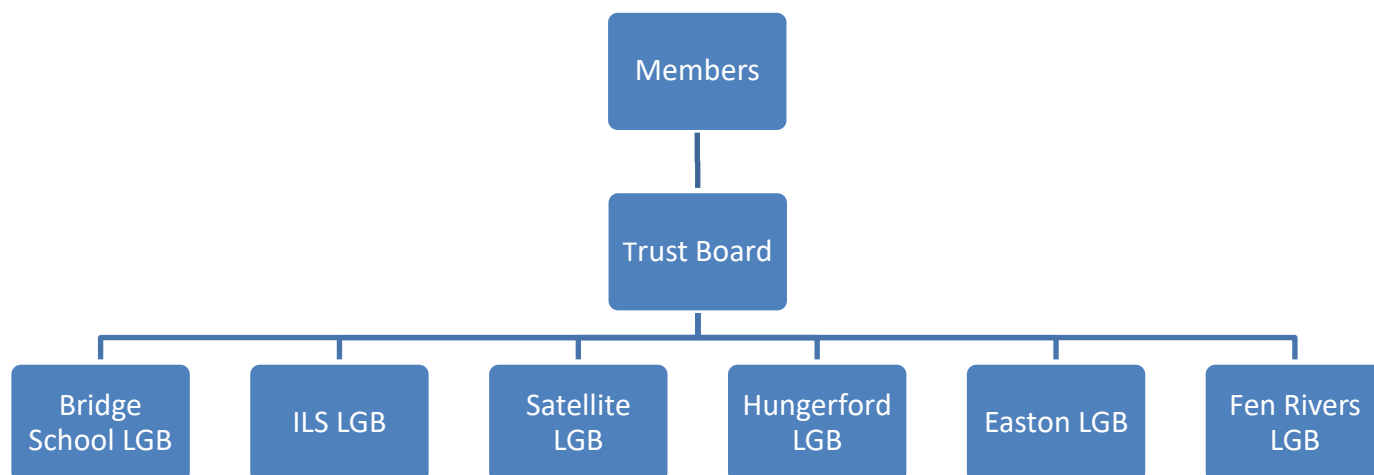 Members
Trust Board
Bridge
School LGB
ILS LGB
Satellite
LGB
Hungerford
LGB
Easton LGB
Fen Rivers
LGB